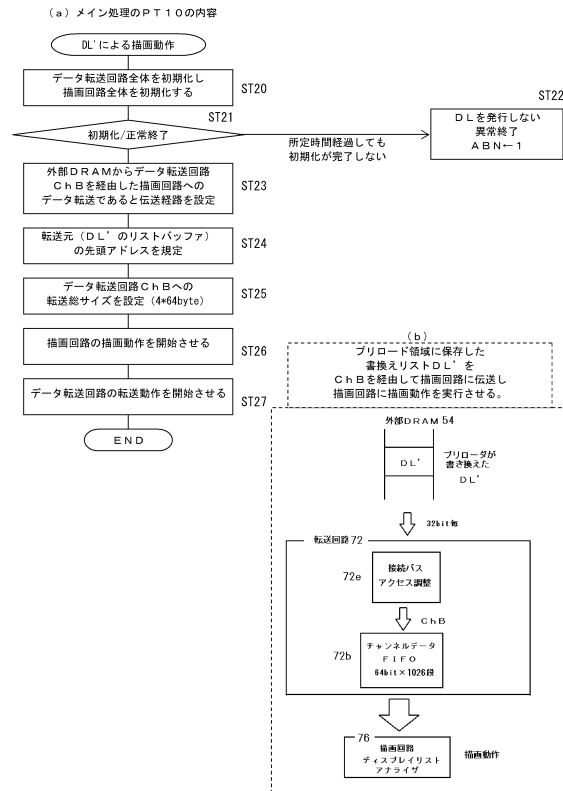 (a) メイン処理のPT10の内容
DL'による描画動作
データ転送回路全体を初期化し
描画回路全体を初期化する
ST20
ST21
初期化/正常終了
所定時間経過しても
初期化が完了しない
ST22
DLを発行しない
異常終了
ABN←1
外部DRAMからデータ転送回路
ChBを経由した描画回路への
データ転送であると伝送経路を設定
ST23
転送元(DL'のリストバッファ)
の先頭アドレスを規定
ST24
データ転送回路ChBへの
転送総サイズを設定(4*64byte)
ST25
描画回路の描画動作を開始させる
ST26
データ転送回路の転送動作を開始させる
ST27
END
(b)
プリロード領域に保存した
書換えリストDL'を
ChBを経由して描画回路に伝送し
描画回路に描画動作を実行させる。
外部DRAM 54
DL'
プリローダが
書き換えた
DL'
32bit毎
転送回路72
72e
接続バス
アクセス調整
ChB
72b
チャンネルデータ
FIFO
64bit×1026段
76
描画回路
ディスプレイリスト
アナライザ
描画動作